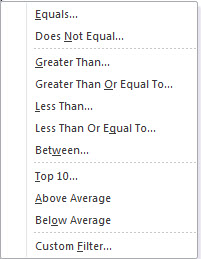 Equals...
Does Not Equal...
Greater Than...
Greater Than Or Equal To...
Less Than...
Less Than Or Equal To...
Between...
Top 10...
Above Average
Below Average
Custom Filter...